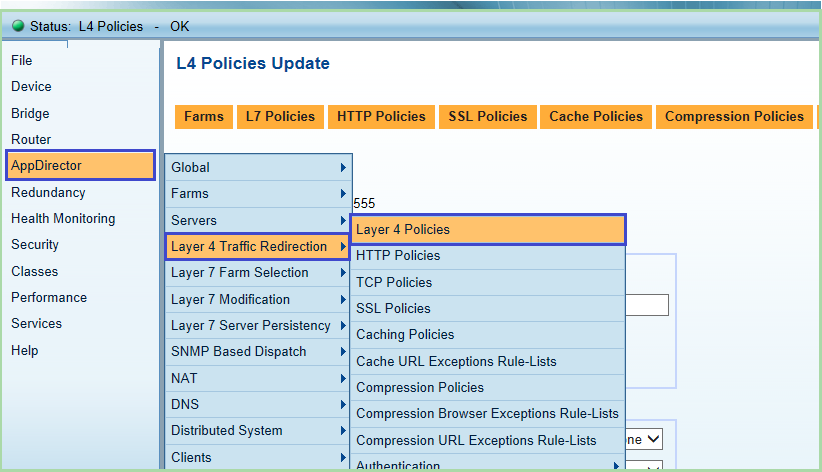 Status: L4 Policies - OK
L4 Policies Update
Farms L7 Policies HTTP Policies SSL Policies Cache Policies Compression Policies
File
Device
Bridge
Router
AppDirector
Redundancy
Health Monitoring
Security
Classes
Performance
Services
Help
Global
Farms
Servers
Layer 4 Traffic Redirection
Layer 7 Farm Selection
Layer 7 Modification
Layer 7 Server Persistency
SNMP Based Dispatch
NAT
DNS
Distributed System
Clients
555
Layer 4 Policies
HTTP Policies
TCP Policies
SSL Policies
Caching Policies
Cache URL Exceptions Rule-Lists
Compression Policies
Compression Browser Exceptions Rule-Lists
Compression URL Exceptions Rule-Lists
Authentication
ne